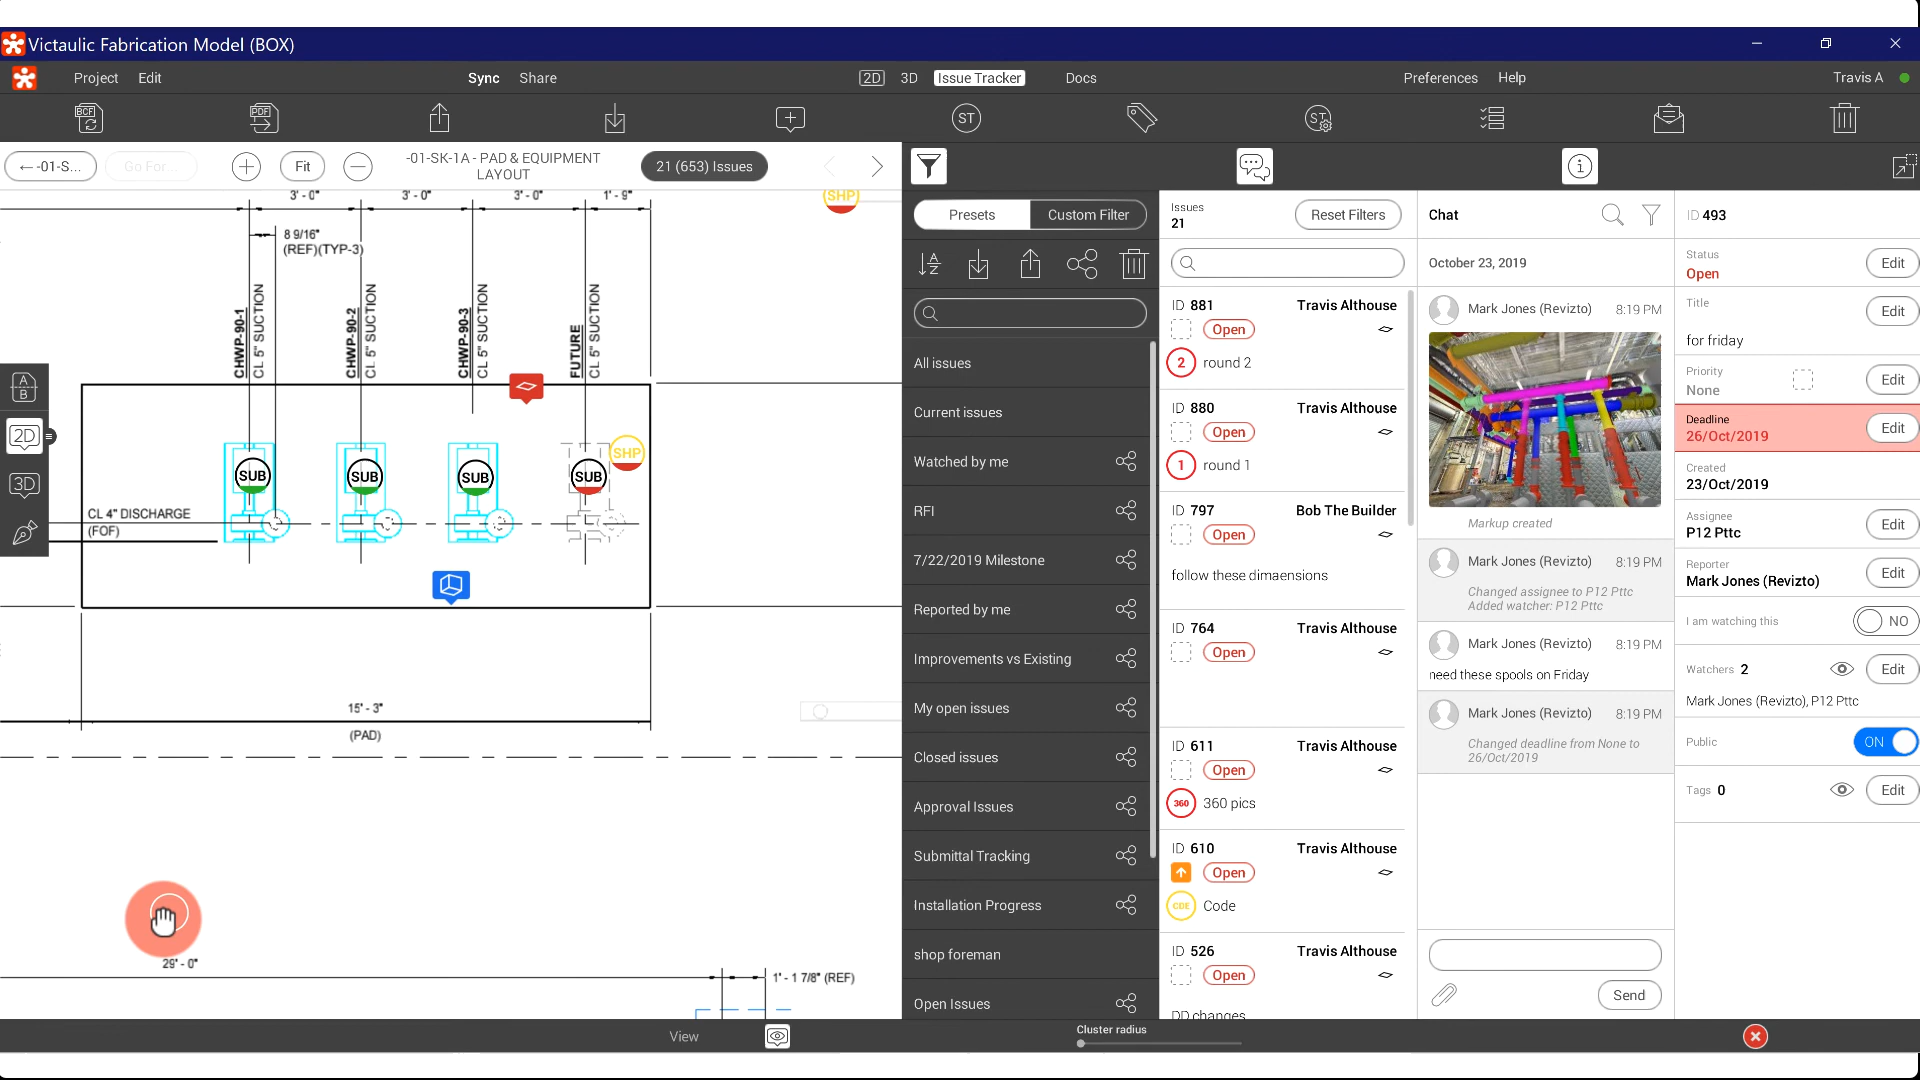 Victaulic Fabrication Model (BOX)
Project Edit Sync Share 2D 3D Issue Tracker Docs Preferences Help Travis A
BCF PDF ST ST
←-01-S... Go For... Fit -01-SK-1A - PAD & EQUIPMENT
LAYOUT
21 (653) Issues
3' - 0" 3' - 0" 3' - 0" 1' - 9"
SHP
8 9/16"
(REF)(TYP-3)
CHWP-90-1
CL 5" SUCTION
CHWP-90-2
CL 5" SUCTION
CHWP-90-3
CL 5" SUCTION
FUTURE
CL 5" SUCTION
A
B
2D
3D
SUB SUB SUB SUB SHP
CL 4" DISCHARGE
(FOF)
15' - 3"
(PAD)
29' - 0"
1' - 1 7/8" (REF)
Presets Custom Filter
A
Z
All issues
Current issues
Watched by me
RFI
7/22/2019 Milestone
Reported by me
Improvements vs Existing
My open issues
Closed issues
Approval Issues
Submittal Tracking
Installation Progress
shop foreman
Open Issues
Issues
21
Reset Filters
ID 881 Travis Althouse
Open
2 round 2
ID 880 Travis Althouse
Open
1 round 1
ID 797 Bob The Builder
Open
follow these dimaensions
ID 764 Travis Althouse
Open
ID 611 Travis Althouse
Open
360 360 pics
ID 610 Travis Althouse
Open
CDE Code
ID 526 Travis Althouse
Open
DD changes
Chat
October 23, 2019
Mark Jones (Revizto) 8:19 PM
Markup created
Mark Jones (Revizto) 8:19 PM
Changed assignee to P12 Pttc
Added watcher: P12 Pttc
Mark Jones (Revizto) 8:19 PM
need these spools on Friday
Mark Jones (Revizto) 8:19 PM
Changed deadline from None to
26/Oct/2019
Send
ID 493
Status
Open
Edit
Title
Edit
for friday
Priority
None
Edit
Deadline
26/Oct/2019
Edit
Created
23/Oct/2019
Assignee
P12 Pttc
Edit
Reporter
Mark Jones (Revizto)
Edit
I am watching this NO
Watchers 2 Edit
Mark Jones (Revizto), P12 Pttc
Public ON
Tags 0 Edit
View
Cluster radius